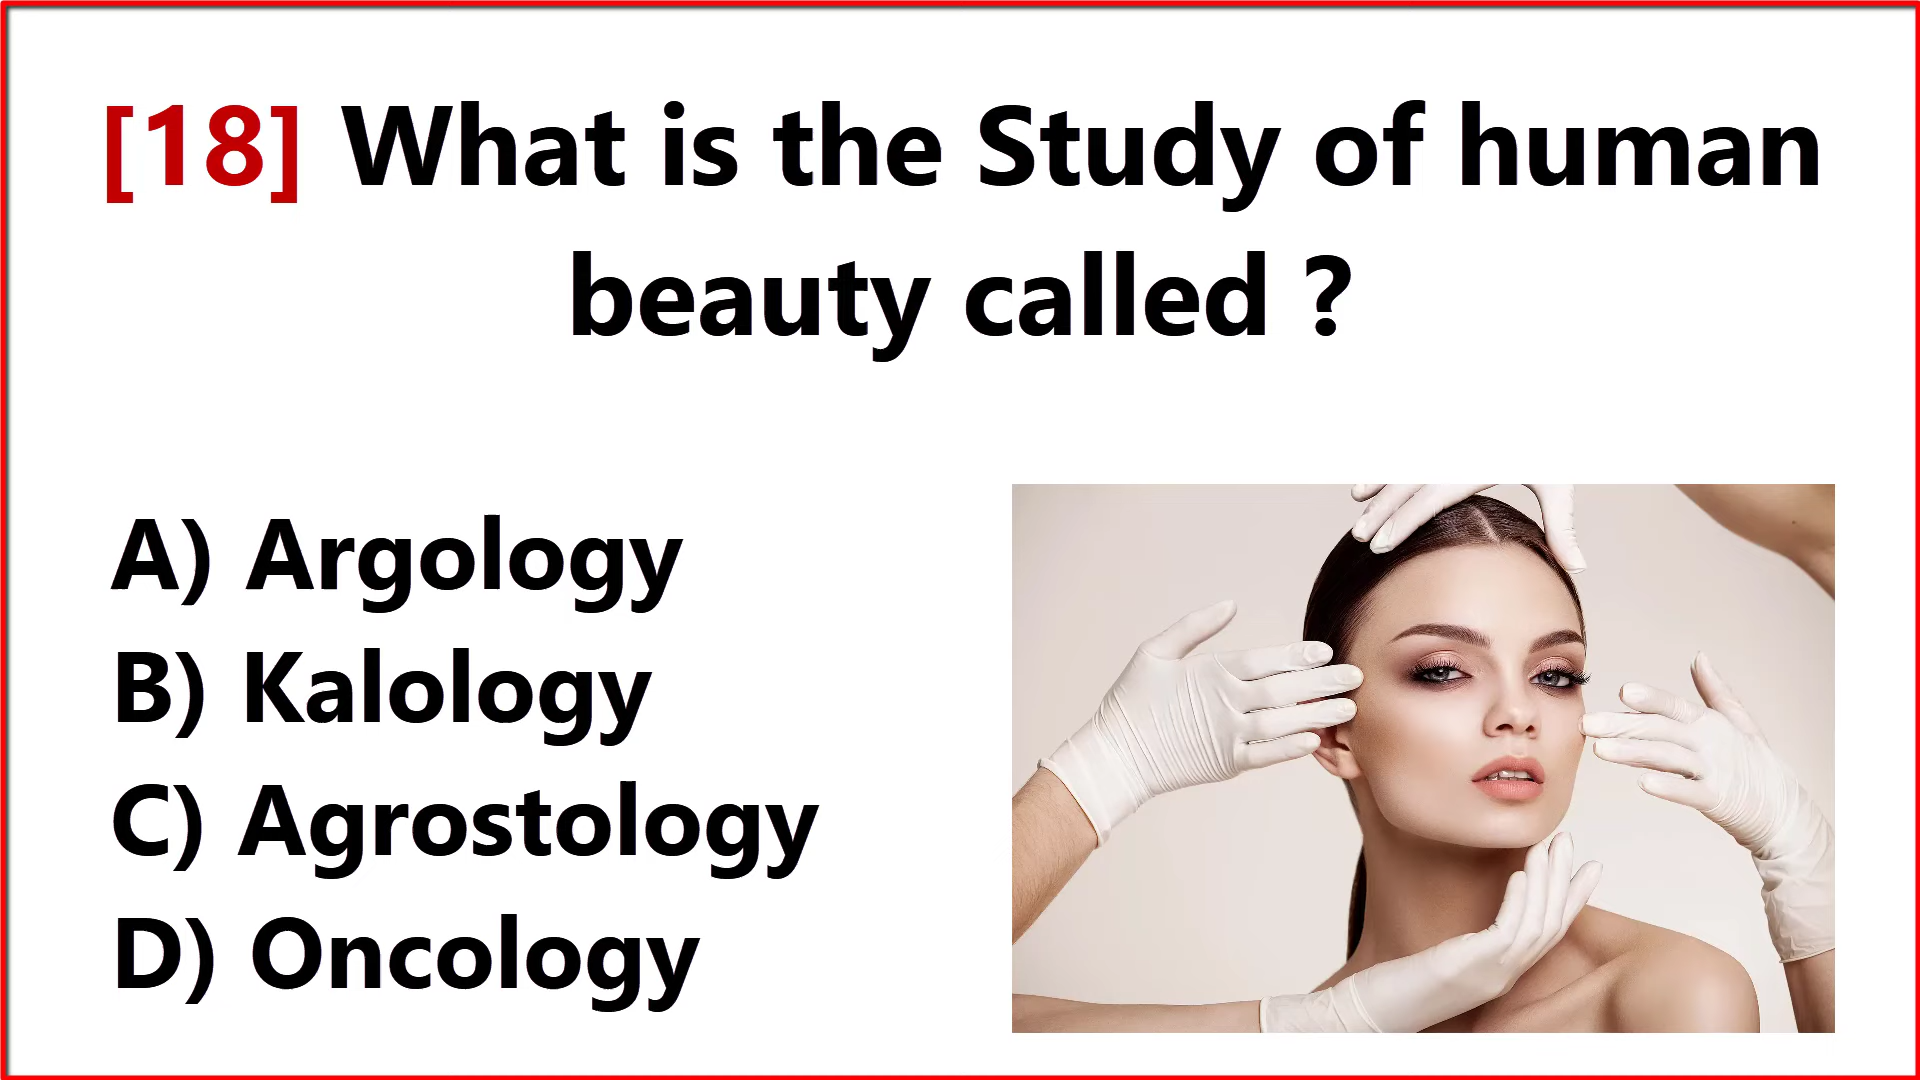 [18] What is the Study of human
beauty called ?
A) Argology
B) Kalology
C) Agrostology
D) Oncology